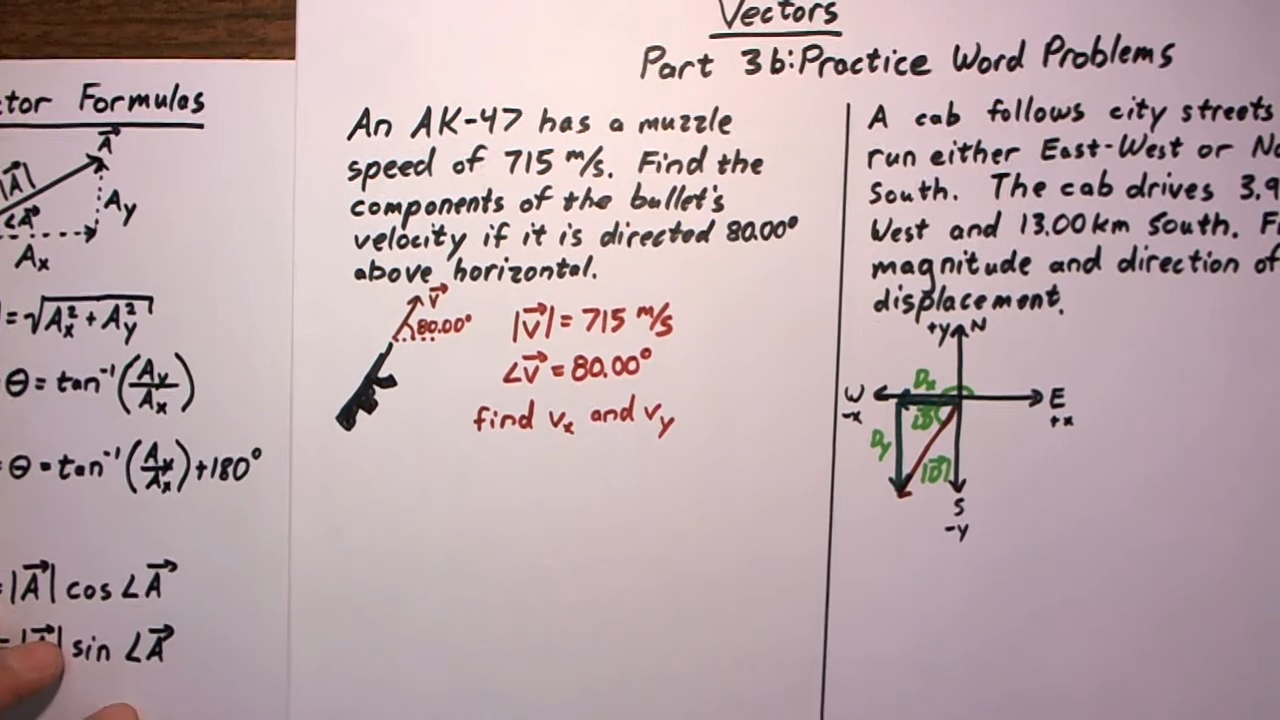 Vectors
Part 3b: Practice Word Problems
tor Formulas
A⃗
|A⃗|
∠A⃗
Ay
Ax
=√(Ax² + Ay²)
Θ = tan⁻¹(Ay/Ax)
Θ = tan⁻¹(Ay/Ax) + 180°
|A⃗| cos ∠A⃗
sin ∠A⃗
An AK-47 has a muzzle
speed of 715 m/s. Find the
components of the bullet's
velocity if it is directed 80.00°
above horizontal.
v⃗
80.00°
|v⃗| = 715 m/s
∠v⃗ = 80.00°
find vx and vy
A cab follows city streets
run either East-West or No
South. The cab drives 3.9
West and 13.00 km South. F
magnitude and direction of
displacement.
+y N
Dx
W
-x
E
+x
Dy
|D⃗|
S
-y